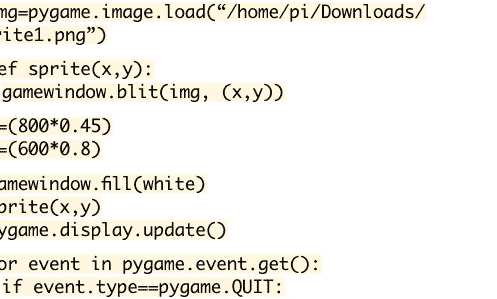 mg=pygame.image.load(“/home/pi/Downloads/
rite1.png”)
ef sprite(x,y):
gamewindow.blit(img, (x,y))
=(800*0.45)
=(600*0.8)
amewindow.fill(white)
prite(x,y)
ygame.display.update()
or event in pygame.event.get():
if event.type==pygame.QUIT: